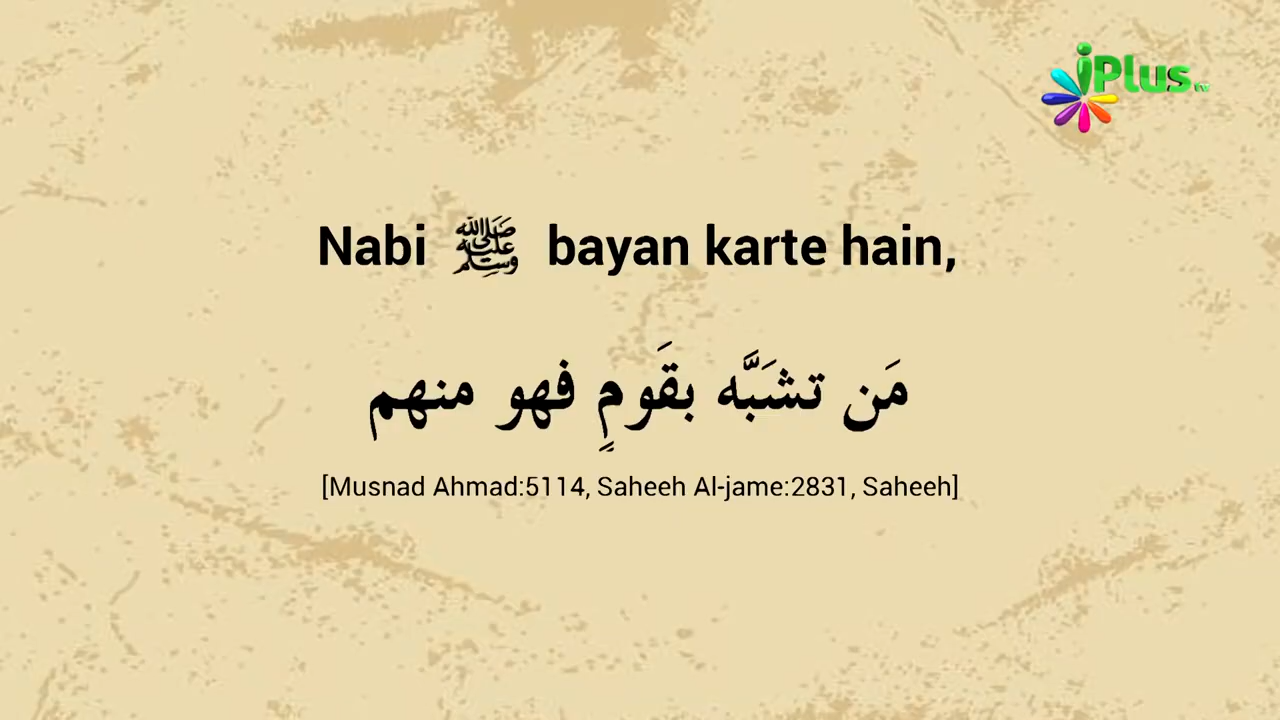 iPlus tv
Nabi ﷺ bayan karte hain,
مَن تشَبَّه بقَومٍ فهو منهم
[Musnad Ahmad:5114, Saheeh Al-jame:2831, Saheeh]